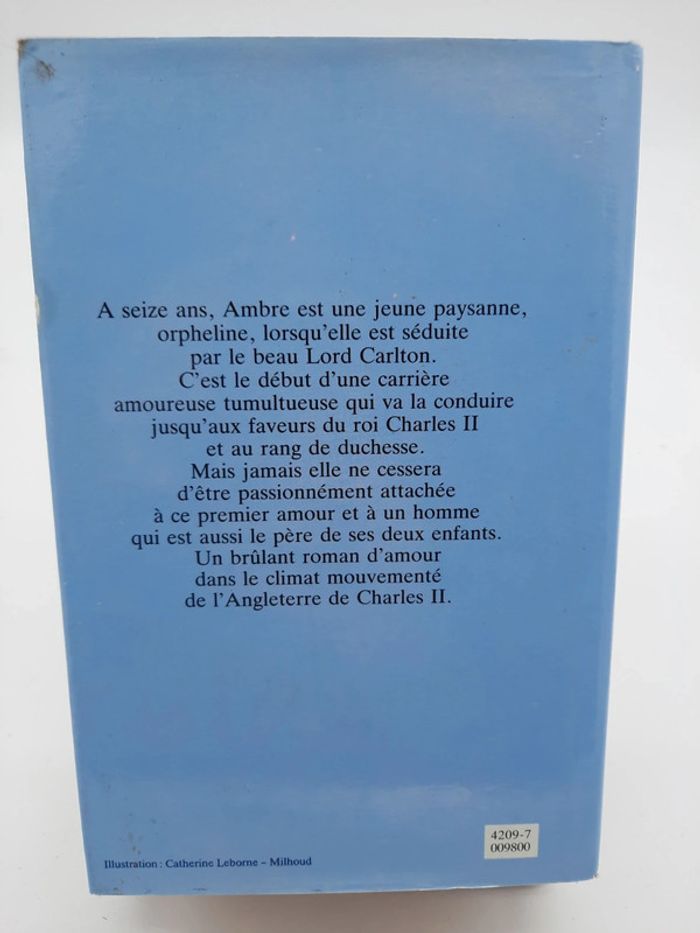 A seize ans, Ambre est une jeune paysanne,
orpheline, lorsqu'elle est séduite
par le beau Lord Carlton.
C'est le début d'une carrière
amoureuse tumultueuse qui va la conduire
jusqu'aux faveurs du roi Charles II
et au rang de duchesse.
Mais jamais elle ne cessera
d'être passionnément attachée
à ce premier amour et à un homme
qui est aussi le père de ses deux enfants.
Un brûlant roman d'amour
dans le climat mouvementé
de l'Angleterre de Charles II.
4209-7
009800
Illustration : Catherine Leborne – Milhoud